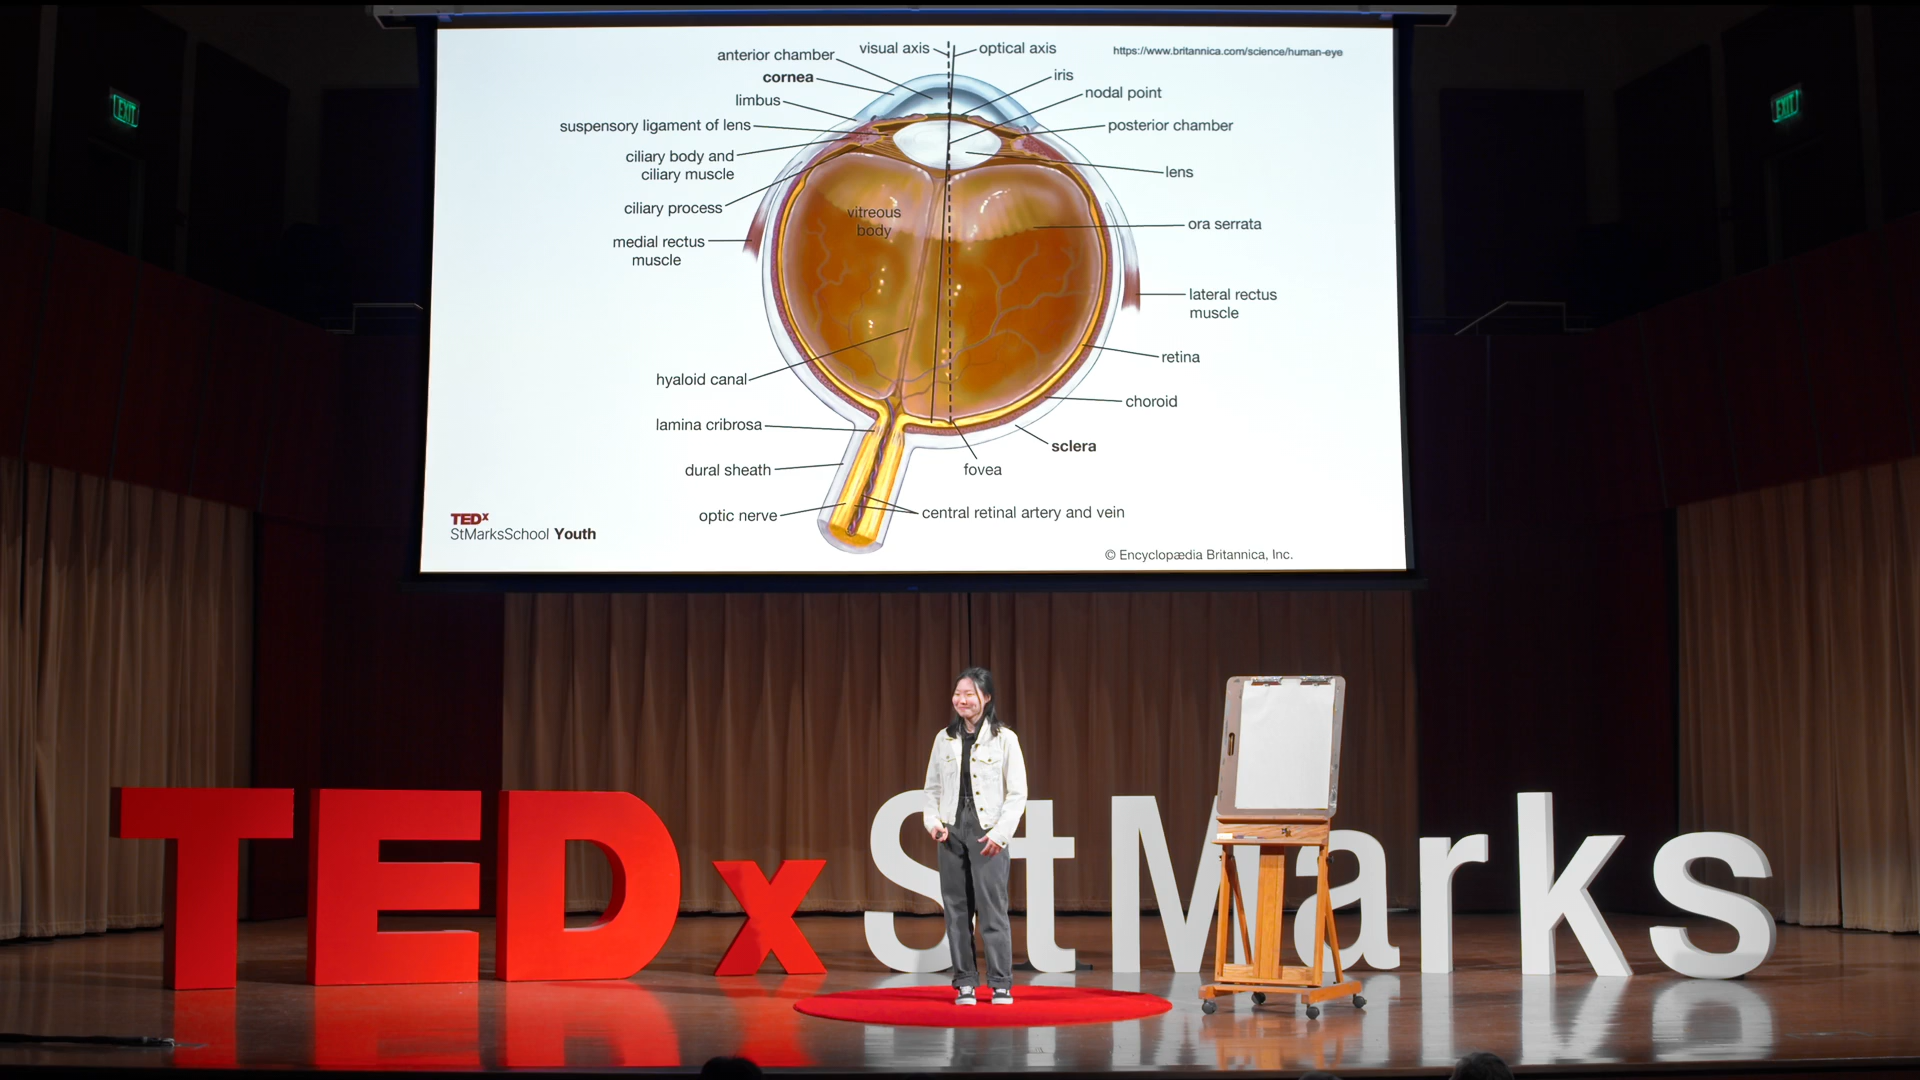 EXIT
EXIT
visual axis
optical axis
https://www.britannica.com/science/human-eye
anterior chamber
cornea
iris
limbus
nodal point
suspensory ligament of lens
posterior chamber
ciliary body and
ciliary muscle
lens
ciliary process
vitreous
body
ora serrata
medial rectus
muscle
lateral rectus
muscle
retina
hyaloid canal
choroid
lamina cribrosa
sclera
dural sheath
fovea
optic nerve
central retinal artery and vein
TEDx
StMarksSchool Youth
© Encyclopædia Britannica, Inc.
TEDxStMarks